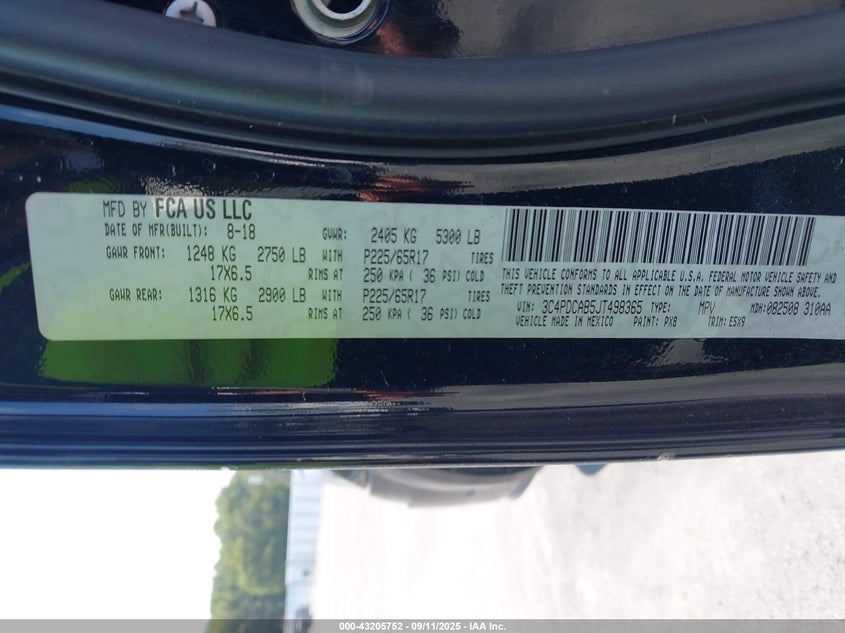 MFD BY FCA US LLC
DATE OF MFR(BUILT): 8-18 GVWR: 2405 KG 5300 LB
GAWR FRONT: 1248 KG 2750 LB WITH P225/65R17 TIRES
17X6.5 RIMS AT 250 KPA ( 36 PSI) COLD
GAWR REAR: 1316 KG 2900 LB WITH P225/65R17 TIRES
17X6.5 RIMS AT 250 KPA ( 36 PSI) COLD
THIS VEHICLE CONFORMS TO ALL APPLICABLE U.S.A. FEDERAL MOTOR VEHICLE SAFETY AND
THEFT PREVENTION STANDARDS IN EFFECT ON THE DATE OF MANUFACTURE SHOWN ABOVE.
VIN: 3C4PDCAB5JT498365 TYPE: MPV MDH:082508 310AA
VEHICLE MADE IN MEXICO PAINT: PX8 TRIM: E5X9
000-43205752 - 09/11/2025 - IAA Inc.